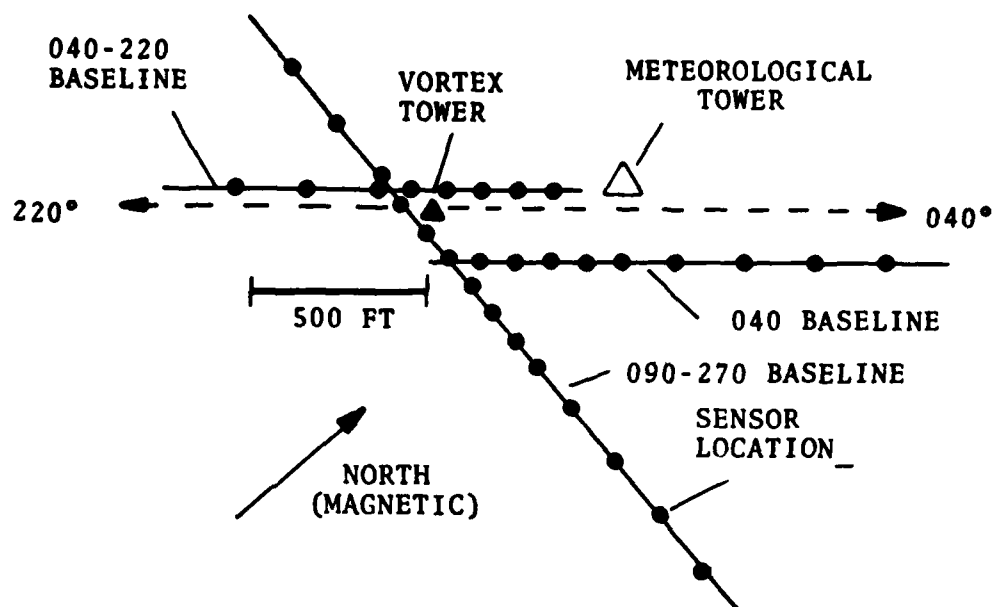 040-220
BASELINE
VORTEX
TOWER
METEOROLOGICAL
TOWER
220°
040°
500 FT
040 BASELINE
090-270 BASELINE
SENSOR
LOCATION_
NORTH
(MAGNETIC)